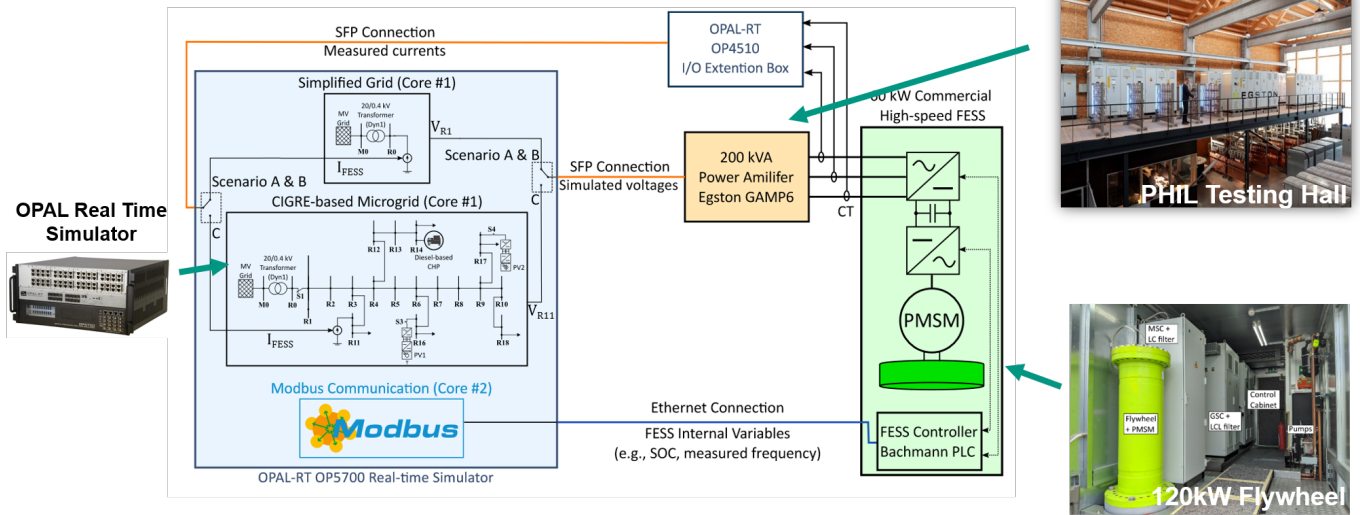 SFP Connection
Measured currents
OPAL-RT
OP4510
I/O Extention Box
Simplified Grid (Core #1)
20/0.4 kV
Transformer
(Dyn1)
MV
Grid
M0
R0
V_R1
I_FESS
Scenario A & B
C
Scenario A & B
C
SFP Connection
Simulated voltages
200 kVA
Power Amilifer
Egston GAMP6
CT
kW Commercial
High-speed FESS
PMSM
FESS Controller
Bachmann PLC
EGSTON
PHIL Testing Hall
OPAL Real Time
Simulator
CIGRE-based Microgrid (Core #1)
20/0.4 kV
Transformer
(Dyn1)
MV
Grid
M0
R0
S1
R1
R2
R3
R4
R5
R6
R7
R8
R9
R10
R11
R12
R13
R14
Diesel-based
CHP
S4
R17
PV2
S3
R16
PV1
R18
V_R11
I_FESS
Modbus Communication (Core #2)
Modbus
OPAL-RT OP5700 Real-time Simulator
Ethernet Connection
FESS Internal Variables
(e.g., SOC, measured frequency)
MSC +
LC filter
Flywheel
+ PMSM
GSC +
LCL filter
Control
Cabinet
Pumps
120kW Flywheel